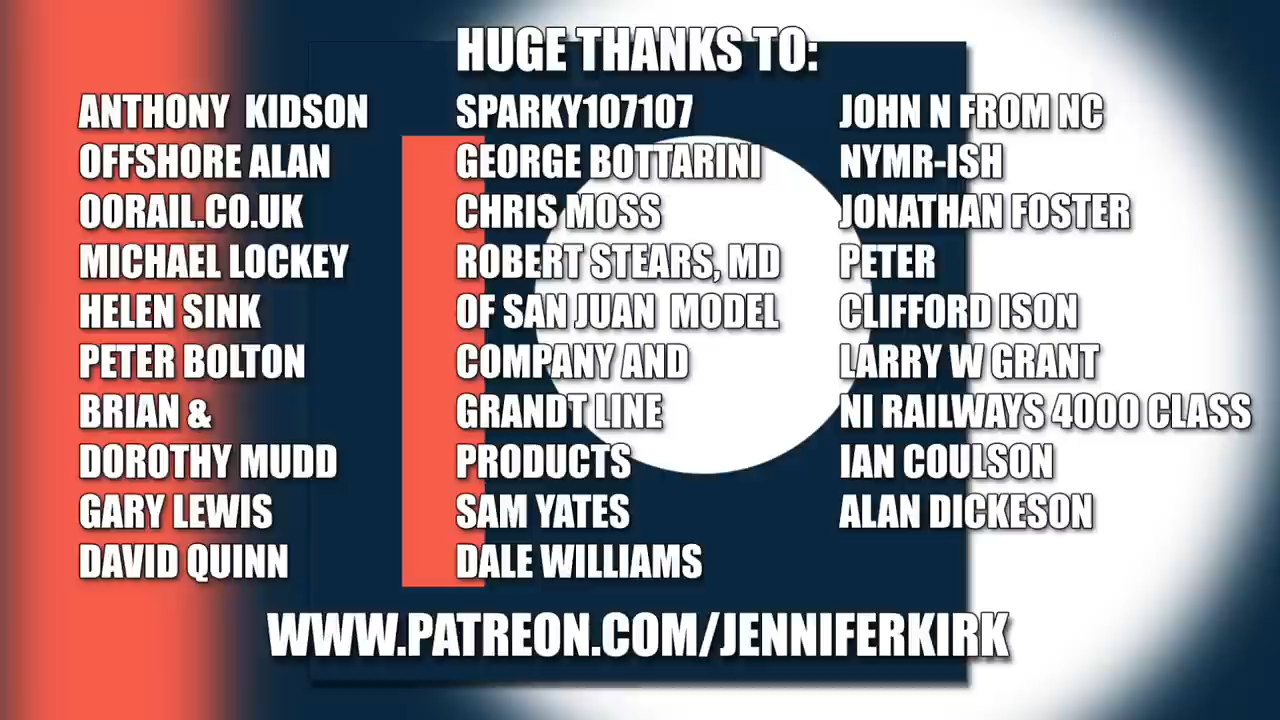 HUGE THANKS TO:
ANTHONY KIDSON
OFFSHORE ALAN
OORAIL.CO.UK
MICHAEL LOCKEY
HELEN SINK
PETER BOLTON
BRIAN &
DOROTHY MUDD
GARY LEWIS
DAVID QUINN
SPARKY107107
GEORGE BOTTARINI
CHRIS MOSS
ROBERT STEARS, MD
OF SAN JUAN MODEL
COMPANY AND
GRANDT LINE
PRODUCTS
SAM YATES
DALE WILLIAMS
JOHN N FROM NC
NYMR-ISH
JONATHAN FOSTER
PETER
CLIFFORD ISON
LARRY W GRANT
NI RAILWAYS 4000 CLASS
IAN COULSON
ALAN DICKESON
WWW.PATREON.COM/JENNIFERKIRK